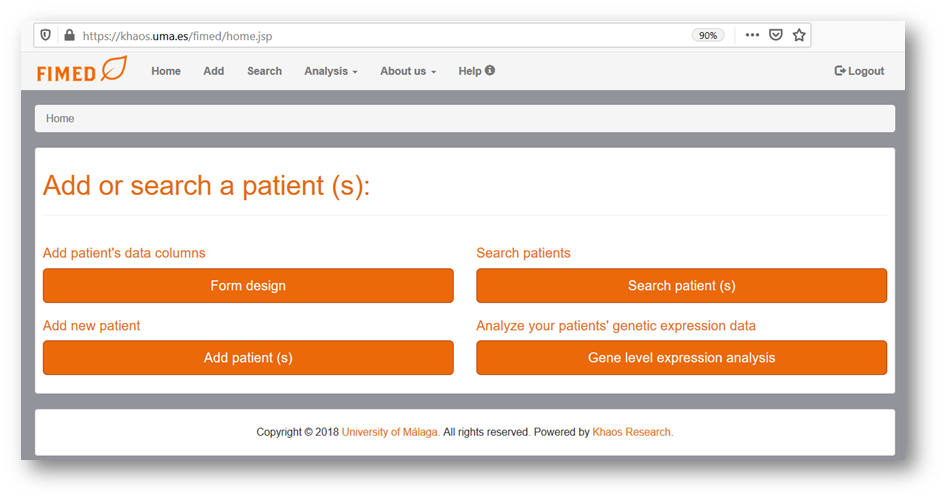 https://khaos.uma.es/fimed/home.jsp 90%
FIMED Home Add Search Analysis About us Help Logout
Home
Add or search a patient (s):
Add patient's data columns
Form design
Search patients
Search patient (s)
Add new patient
Add patient (s)
Analyze your patients' genetic expression data
Gene level expression analysis
Copyright © 2018 University of Málaga. All rights reserved. Powered by Khaos Research.